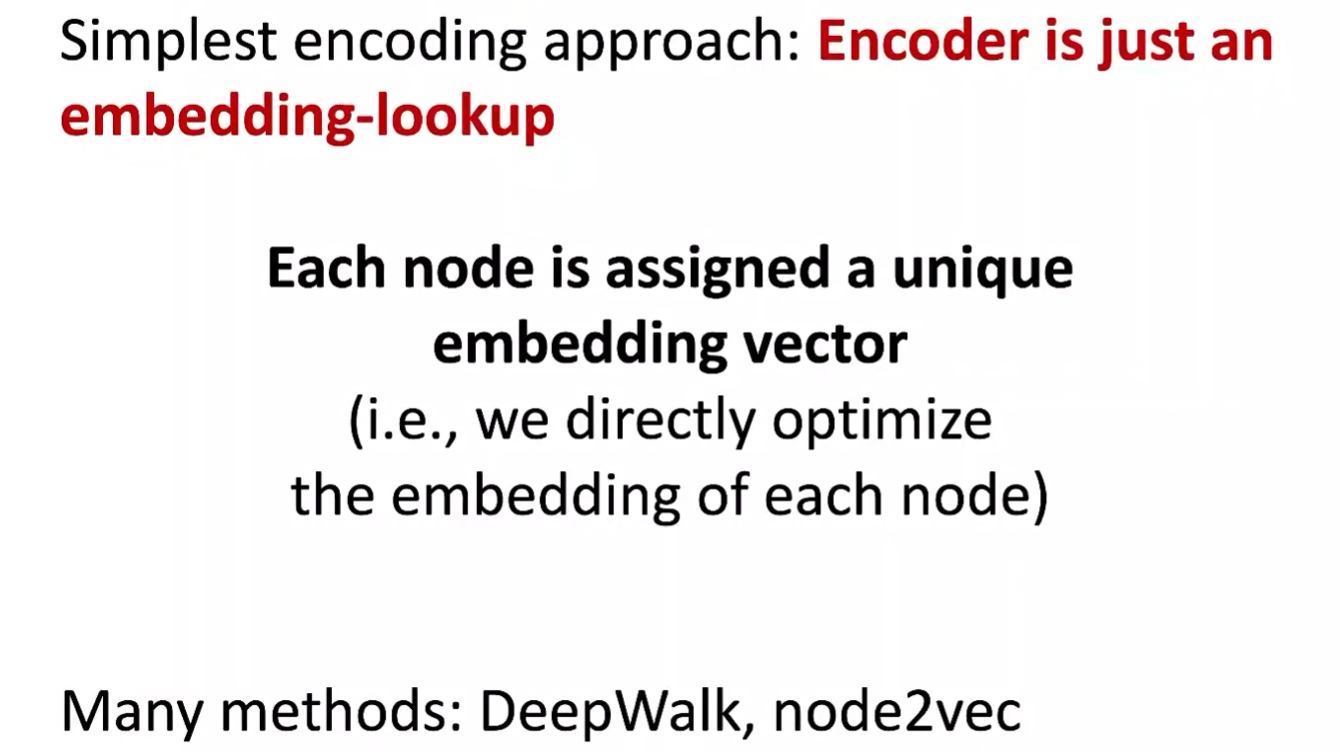 Simplest encoding approach: Encoder is just an
embedding-lookup
Each node is assigned a unique
embedding vector
(i.e., we directly optimize
the embedding of each node)
Many methods: DeepWalk, node2vec